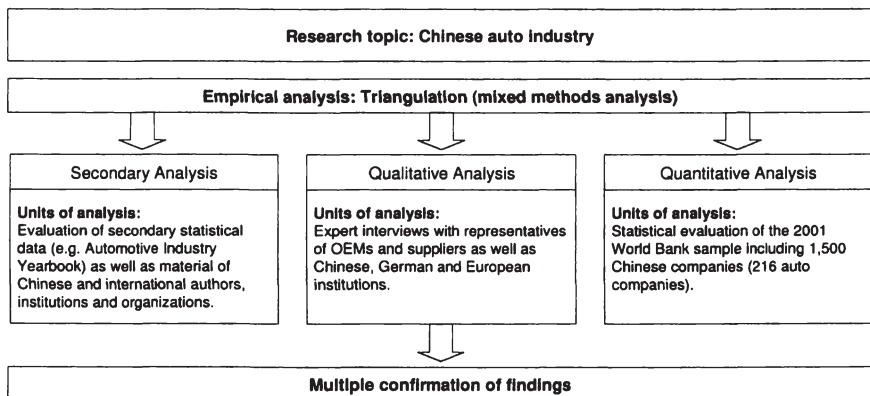 Research topic: Chinese auto industry
Empirical analysis: Triangulation (mixed methods analysis)
Secondary Analysis
Units of analysis:
Evaluation of secondary statistical
data (e.g. Automotive Industry
Yearbook) as well as material of
Chinese and international authors,
institutions and organizations.
Qualitative Analysis
Units of analysis:
Expert interviews with representatives
of OEMs and suppliers as well as
Chinese, German and European
institutions.
Quantitative Analysis
Units of analysis:
Statistical evaluation of the 2001
World Bank sample including 1,500
Chinese companies (216 auto
companies).
Multiple confirmation of findings